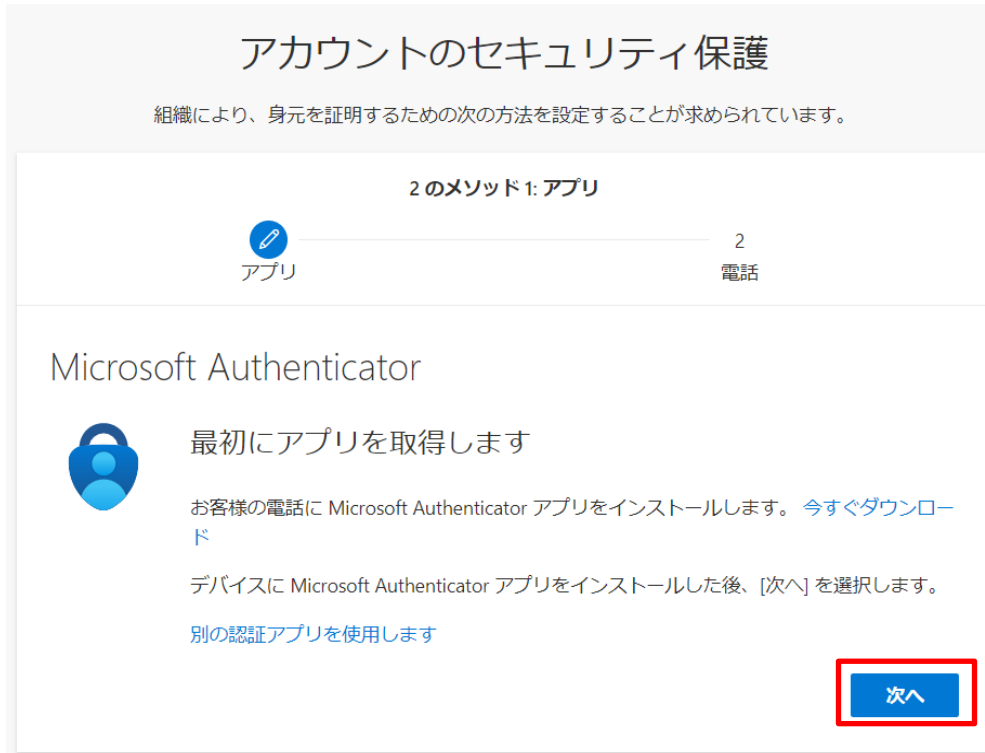 アカウントのセキュリティ保護
組織により、身元を証明するための次の方法を設定することが求められています。
2 のメソッド 1: アプリ
2
アプリ
電話
Microsoft Authenticator
最初にアプリを取得します
お客様の電話に Microsoft Authenticator アプリをインストールします。 今すぐダウンロー
ド
デバイスに Microsoft Authenticator アプリをインストールした後、[次へ] を選択します。
別の認証アプリを使用します
次へ